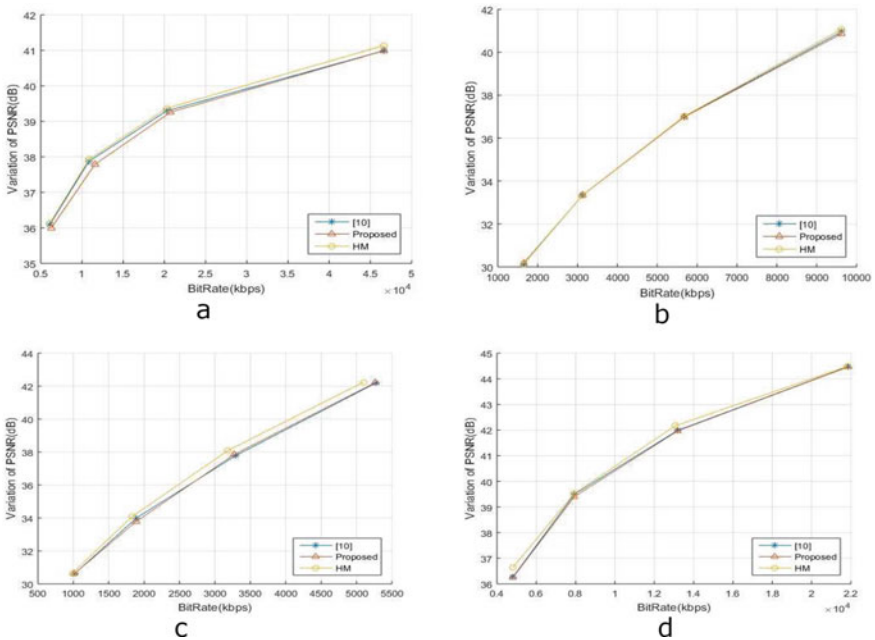 42
41
40
39
38
37
36
35
Variation of PSNR(dB)
[10]
Proposed
HM
0.5 1 1.5 2 2.5 3 3.5 4 4.5 5
BitRate(kbps)
×10⁴
a
42
40
38
36
34
32
30
Variation of PSNR(dB)
[10]
Proposed
HM
1000 2000 3000 4000 5000 6000 7000 8000 9000 10000
BitRate(kbps)
b
44
42
40
38
36
34
32
30
Variation of PSNR(dB)
[10]
Proposed
HM
500 1000 1500 2000 2500 3000 3500 4000 4500 5000 5500
BitRate(kbps)
c
45
44
43
42
41
40
39
38
37
36
Variation of PSNR(dB)
[10]
Proposed
HM
0.4 0.6 0.8 1 1.2 1.4 1.6 1.8 2 2.2
BitRate(kbps)
×10⁴
d